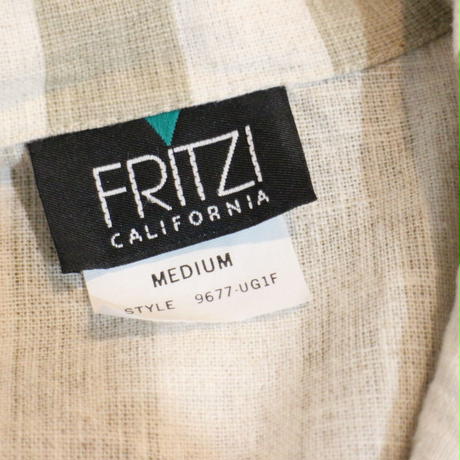 FRITZI
CALIFORNIA
MEDIUM
STYLE 9677-UG1F